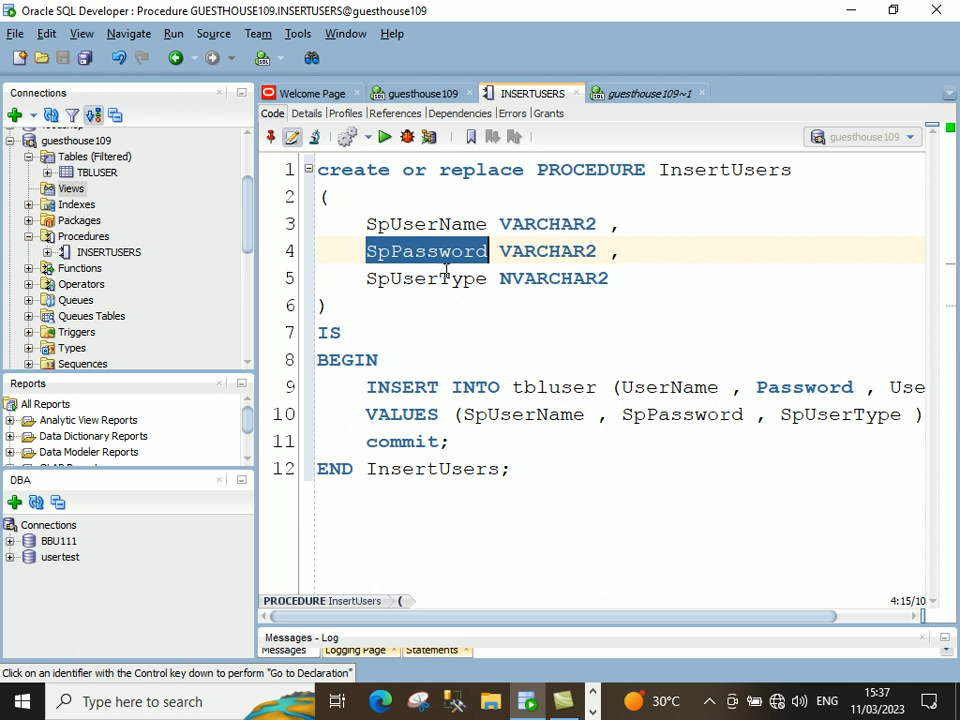 Oracle SQL Developer : Procedure GUESTHOUSE109.INSERTUSERS@guesthouse109
File Edit View Navigate Run Source Team Tools Window Help
Connections
guesthouse109
Tables (Filtered)
TBLUSER
Views
Indexes
Packages
Procedures
INSERTUSERS
Functions
Operators
Queues
Queues Tables
Triggers
Types
Sequences
Reports
All Reports
Analytic View Reports
Data Dictionary Reports
Data Modeler Reports
DBA
Connections
BBU111
usertest
Welcome Page guesthouse109 INSERTUSERS guesthouse109~1
Code Details Profiles References Dependencies Errors Grants
guesthouse109
1 create or replace PROCEDURE InsertUsers
2 (
3 SpUserName VARCHAR2 ,
4 SpPassword VARCHAR2 ,
5 SpUserType NVARCHAR2
6 )
7 IS
8 BEGIN
9 INSERT INTO tbluser (UserName , Password , Use
10 VALUES (SpUserName , SpPassword , SpUserType )
11 commit;
12 END InsertUsers;
PROCEDURE InsertUsers ( 4:15/10
Messages - Log
Messages Logging Page Statements
Click on an identifier with the Control key down to perform "Go to Declaration"
Type here to search
30°C
ENG
15:37
11/03/2023